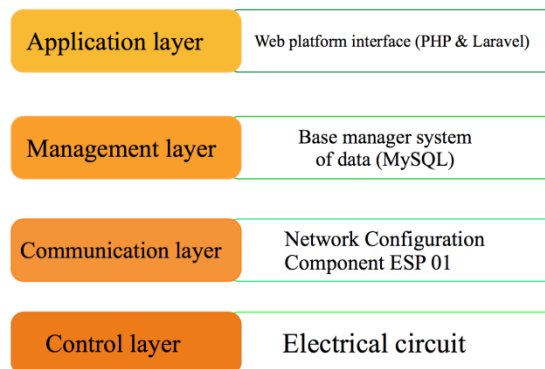 Application layer
Web platform interface (PHP & Laravel)
Management layer
Base manager system
of data (MySQL)
Communication layer
Network Configuration
Component ESP 01
Control layer
Electrical circuit